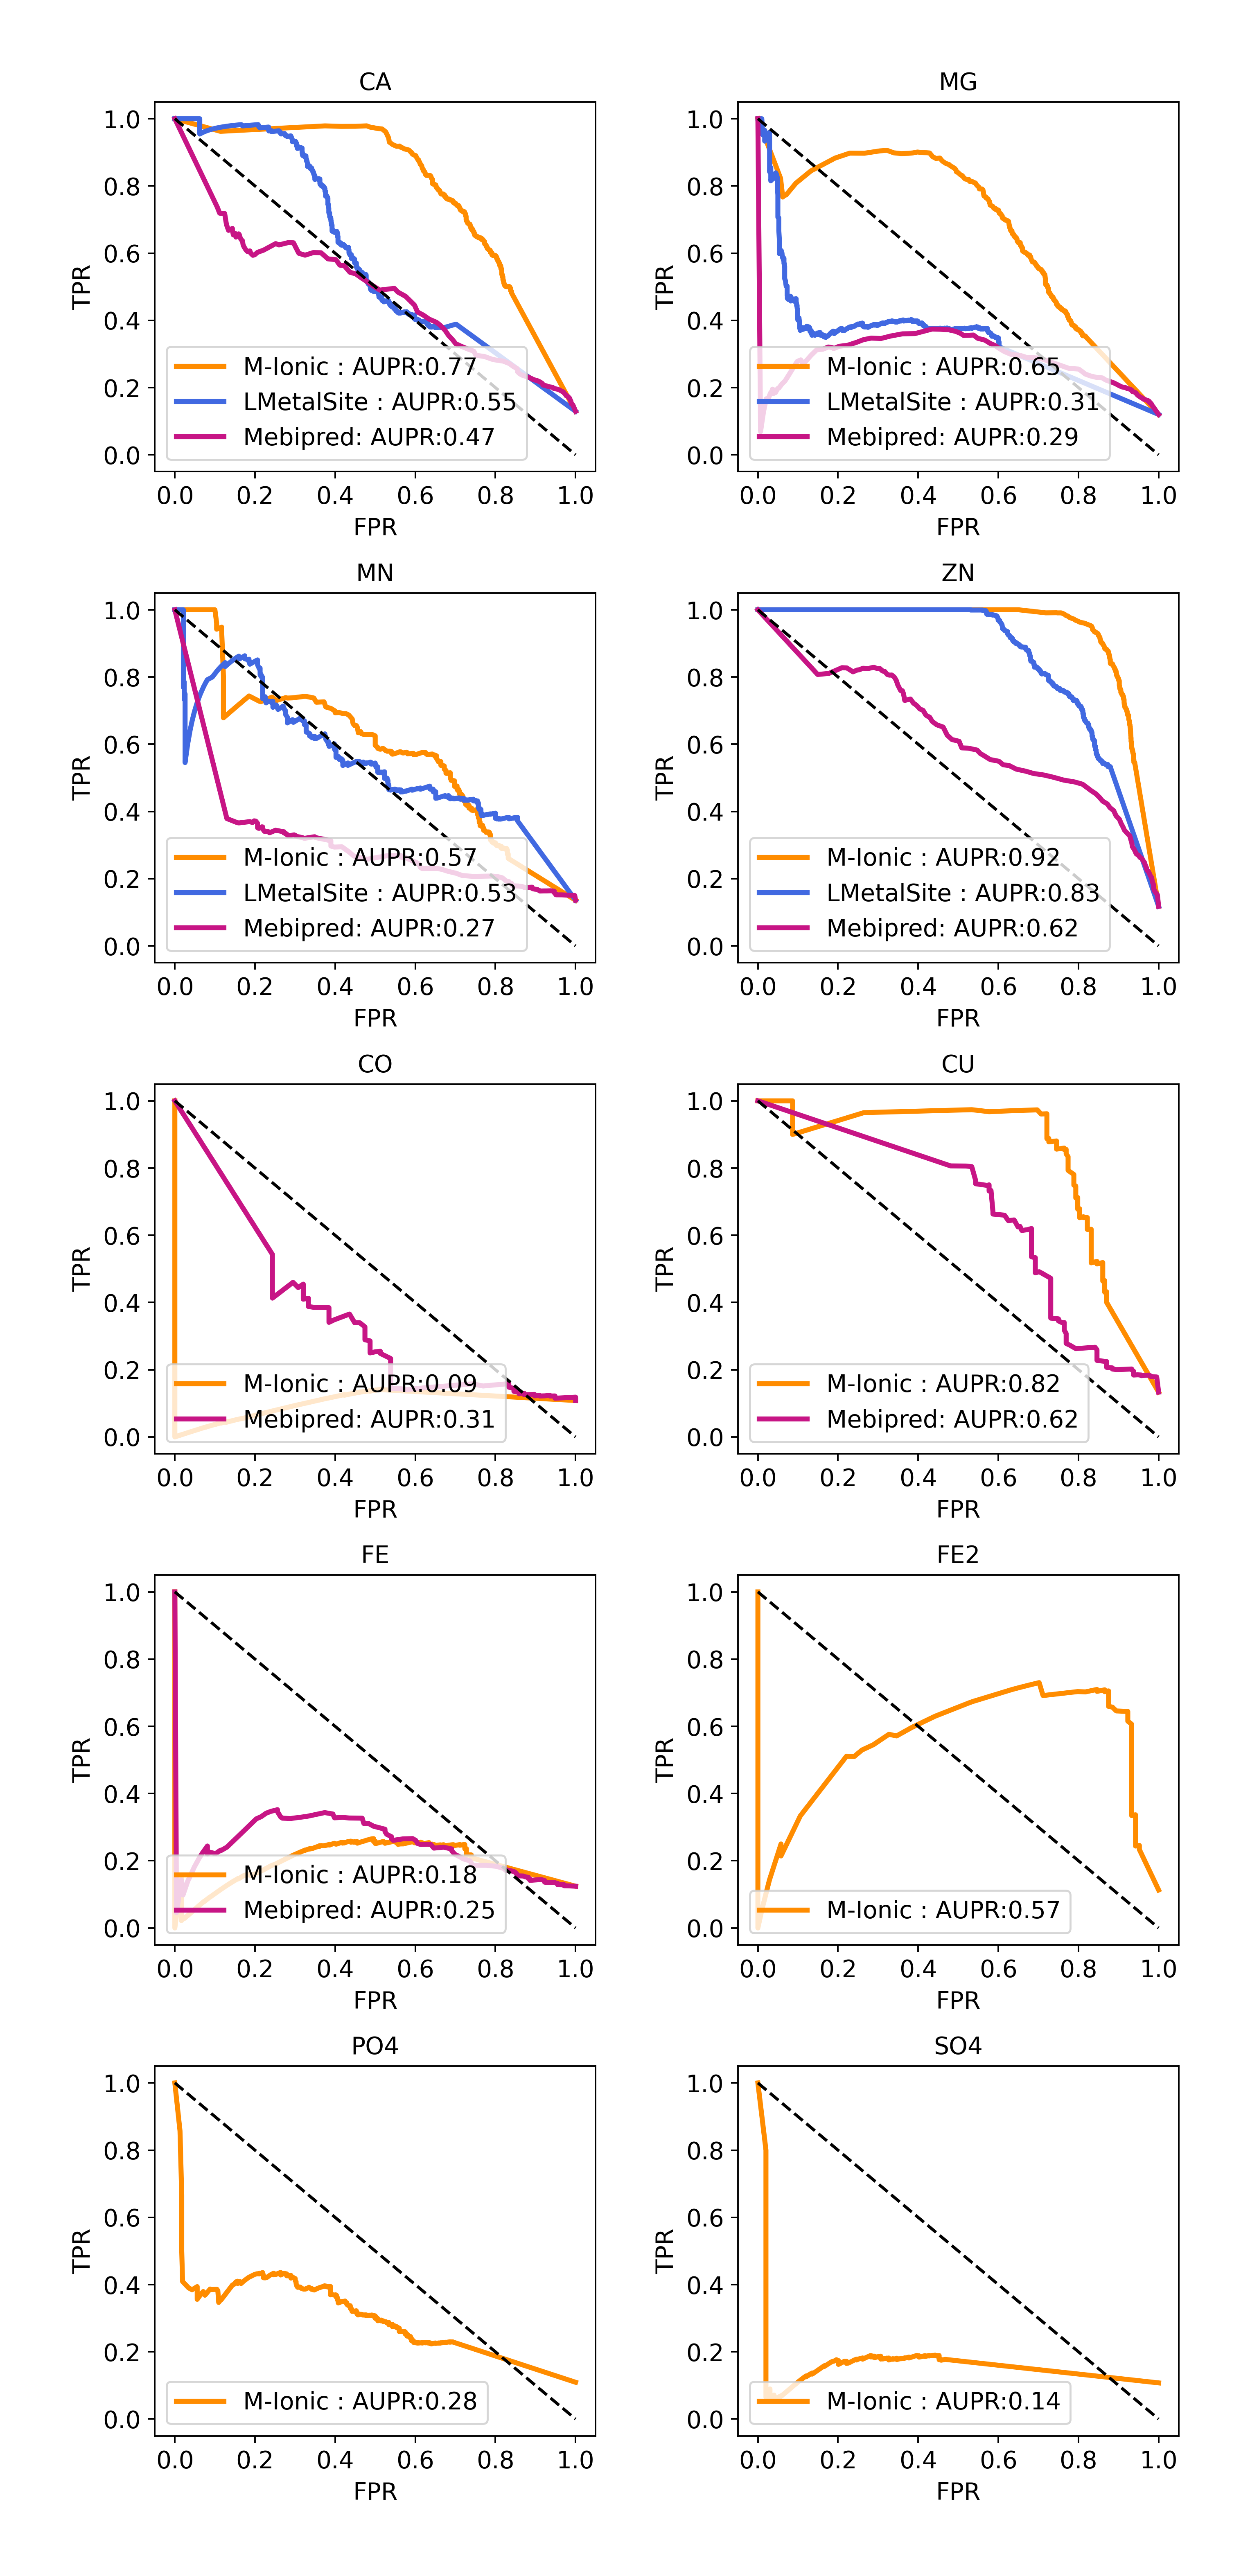 CA
1.0
0.8
0.6
0.4
0.2
0.0
TPR
M-Ionic : AUPR:0.77
LMetalSite : AUPR:0.55
Mebipred: AUPR:0.47
0.0 0.2 0.4 0.6 0.8 1.0
FPR
MG
1.0
0.8
0.6
0.4
0.2
0.0
TPR
M-Ionic : AUPR:0.65
LMetalSite : AUPR:0.31
Mebipred: AUPR:0.29
0.0 0.2 0.4 0.6 0.8 1.0
FPR
MN
1.0
0.8
0.6
0.4
0.2
0.0
TPR
M-Ionic : AUPR:0.57
LMetalSite : AUPR:0.53
Mebipred: AUPR:0.27
0.0 0.2 0.4 0.6 0.8 1.0
FPR
ZN
1.0
0.8
0.6
0.4
0.2
0.0
TPR
M-Ionic : AUPR:0.92
LMetalSite : AUPR:0.83
Mebipred: AUPR:0.62
0.0 0.2 0.4 0.6 0.8 1.0
FPR
CO
1.0
0.8
0.6
0.4
0.2
0.0
TPR
M-Ionic : AUPR:0.09
Mebipred: AUPR:0.31
0.0 0.2 0.4 0.6 0.8 1.0
FPR
CU
1.0
0.8
0.6
0.4
0.2
0.0
TPR
M-Ionic : AUPR:0.82
Mebipred: AUPR:0.62
0.0 0.2 0.4 0.6 0.8 1.0
FPR
FE
1.0
0.8
0.6
0.4
0.2
0.0
TPR
M-Ionic : AUPR:0.18
Mebipred: AUPR:0.25
0.0 0.2 0.4 0.6 0.8 1.0
FPR
FE2
1.0
0.8
0.6
0.4
0.2
0.0
TPR
M-Ionic : AUPR:0.57
0.0 0.2 0.4 0.6 0.8 1.0
FPR
PO4
1.0
0.8
0.6
0.4
0.2
0.0
TPR
M-Ionic : AUPR:0.28
0.0 0.2 0.4 0.6 0.8 1.0
FPR
SO4
1.0
0.8
0.6
0.4
0.2
0.0
TPR
M-Ionic : AUPR:0.14
0.0 0.2 0.4 0.6 0.8 1.0
FPR